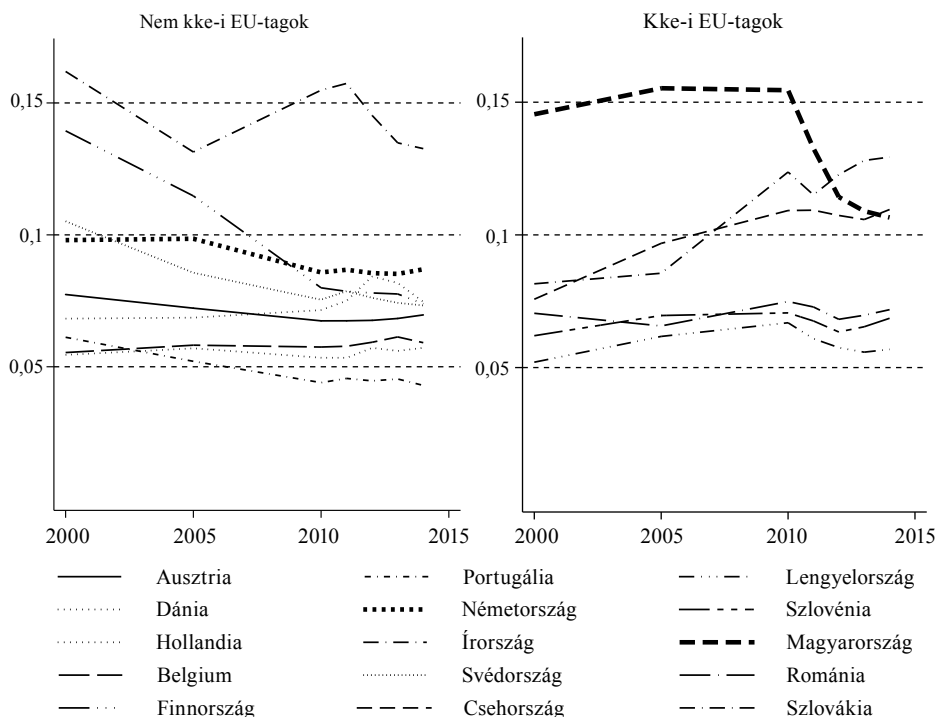 Nem kke-i EU-tagok
0,15
0,1
0,05
2000 2005 2010 2015
Kke-i EU-tagok
0,15
0,1
0,05
2000 2005 2010 2015
Ausztria
Dánia
Hollandia
Belgium
Finnország
Portugália
Németország
Írország
Svédország
Csehország
Lengyelország
Szlovénia
Magyarország
Románia
Szlovákia